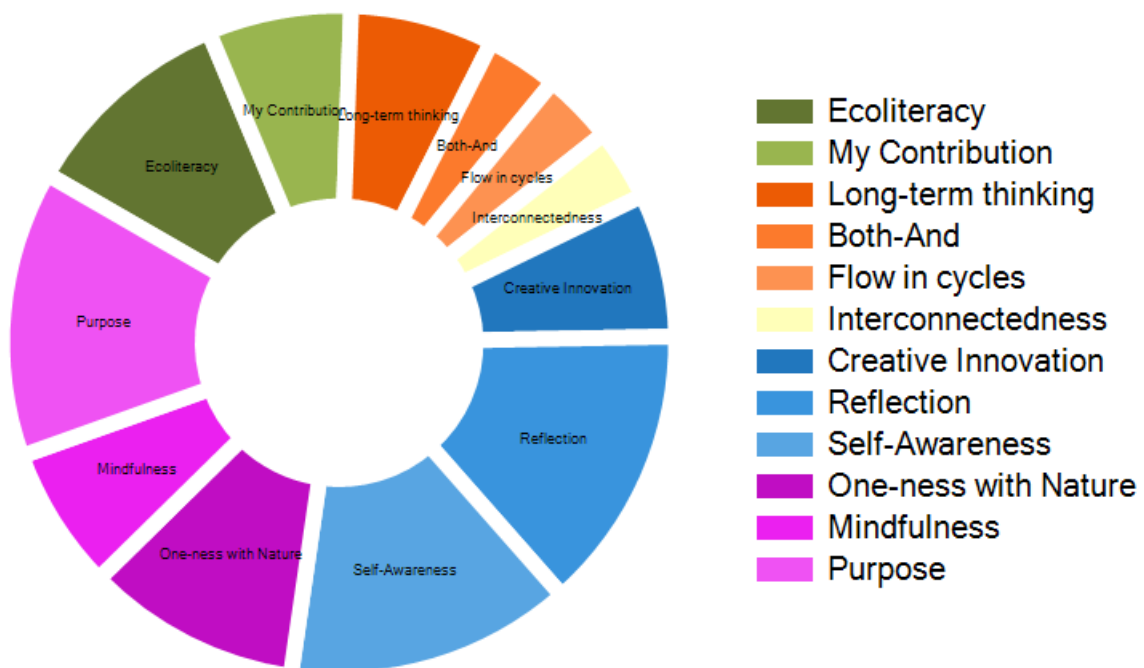 My Contribution
Long-term thinking
Both-And
Ecoliteracy
Flow in cycles
Interconnectedness
Creative Innovation
Purpose
Reflection
Mindfulness
One-ness with Nature
Self-Awareness
Ecoliteracy
My Contribution
Long-term thinking
Both-And
Flow in cycles
Interconnectedness
Creative Innovation
Reflection
Self-Awareness
One-ness with Nature
Mindfulness
Purpose